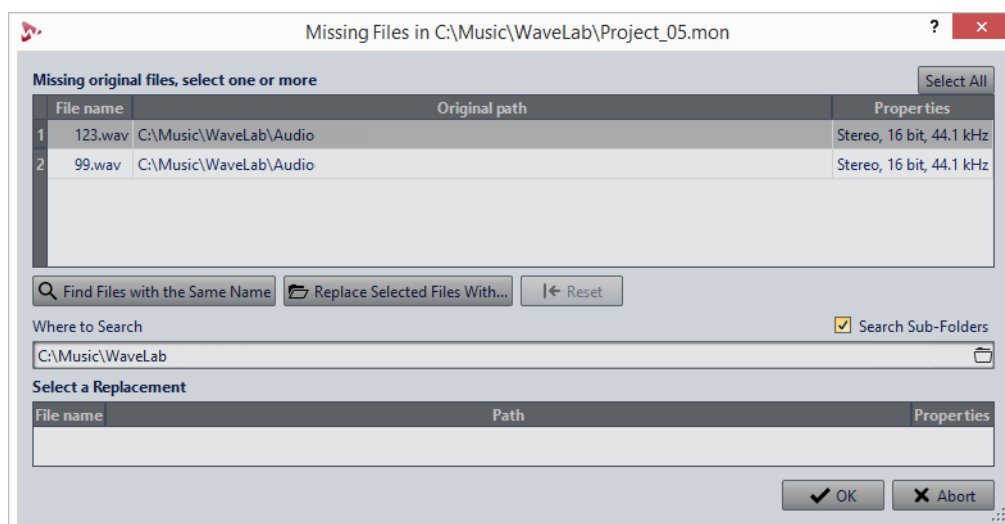 Missing Files in C:\Music\WaveLab\Project_05.mon ? ×
Missing original files, select one or more Select All
File name Original path Properties
1 123.wav C:\Music\WaveLab\Audio Stereo, 16 bit, 44.1 kHz
2 99.wav C:\Music\WaveLab\Audio Stereo, 16 bit, 44.1 kHz
Find Files with the Same Name Replace Selected Files With... Reset
Where to Search Search Sub-Folders
C:\Music\WaveLab
Select a Replacement
File name Path Properties
OK Abort